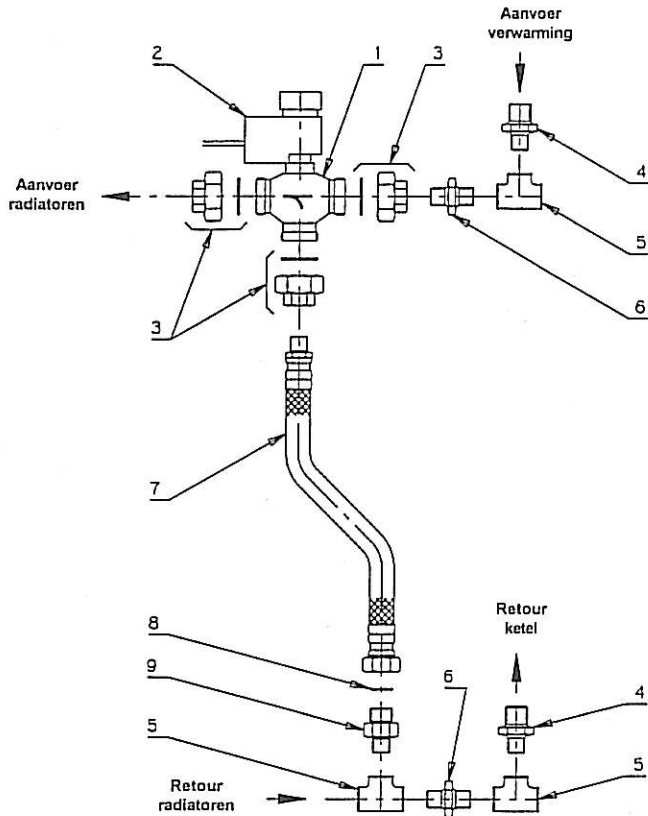 Aanvoer
verwarming
2
1
3
4
Aanvoer
radiatoren
5
6
3
7
Retour
ketel
8
9
6
4
5
5
Retour
radiatoren